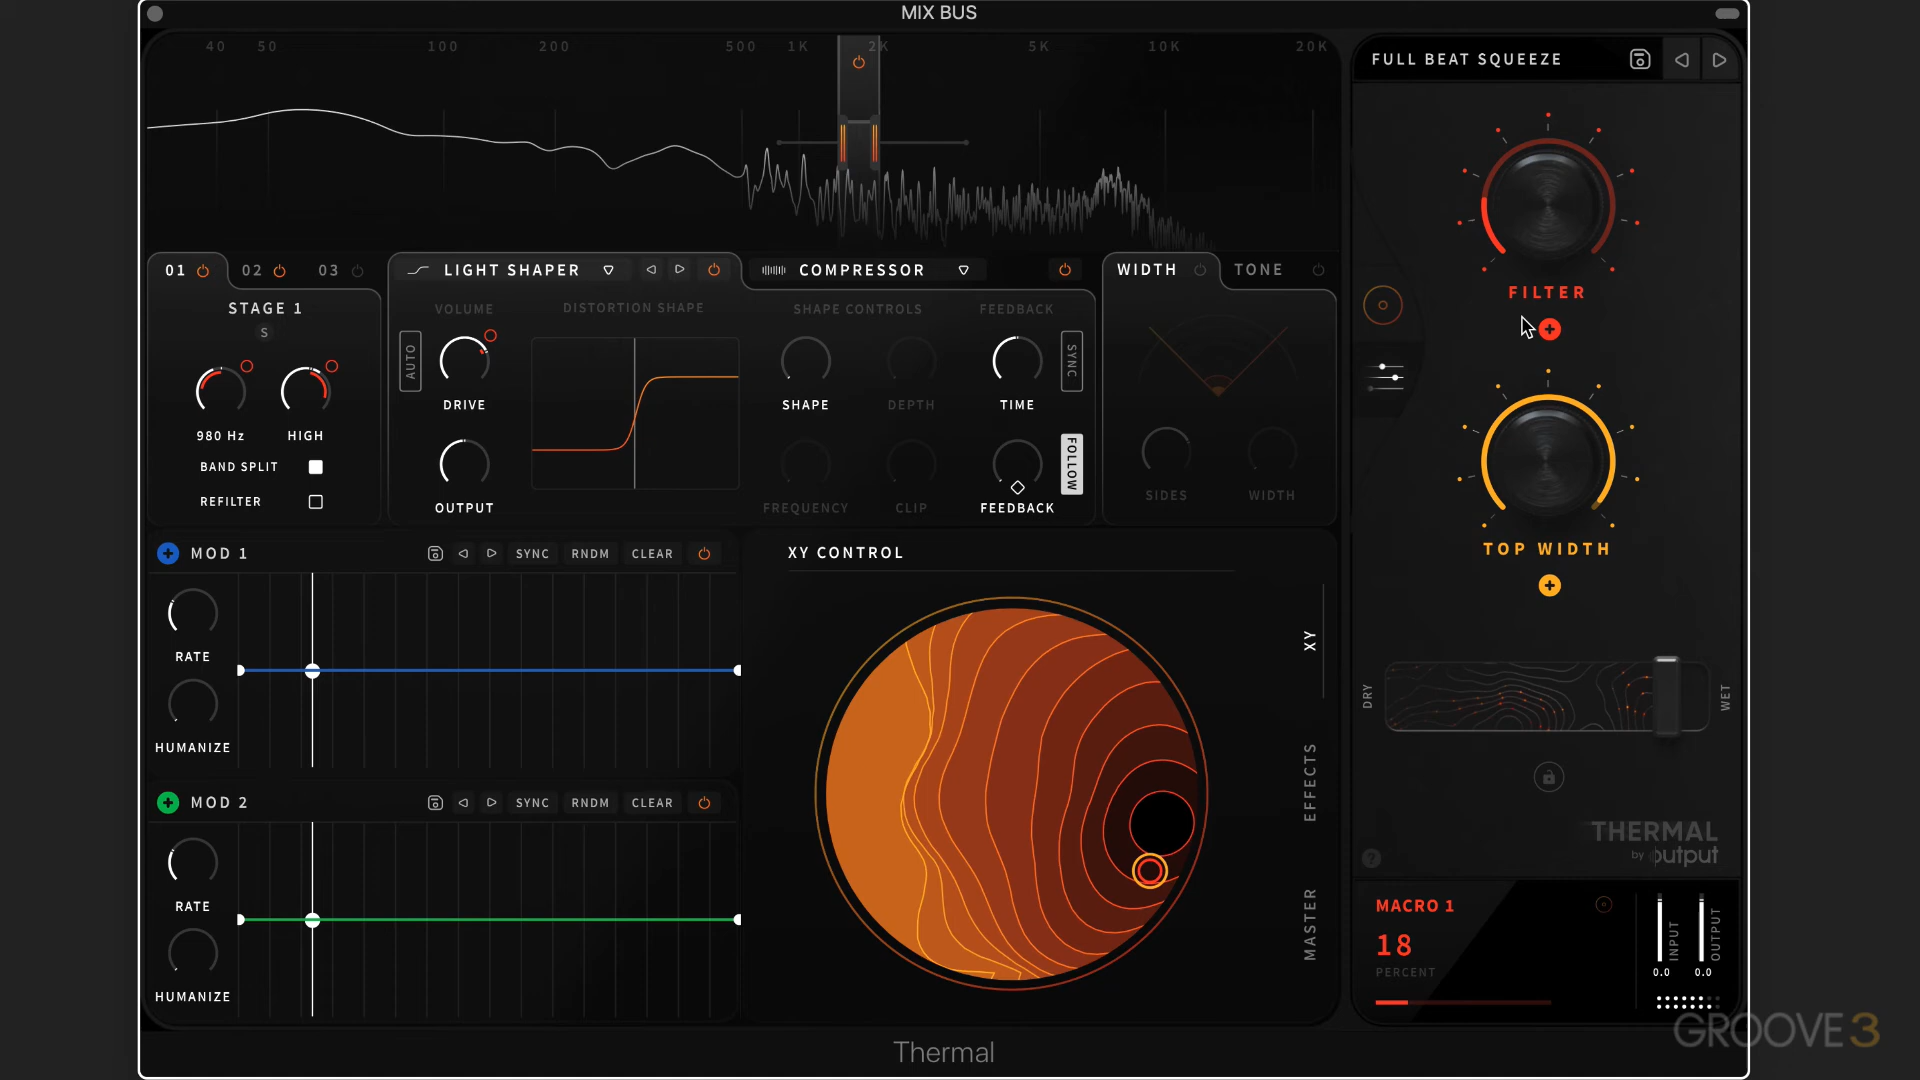 MIX BUS
40 50 100 200 500 1K 2K 5K 10K 20K
FULL BEAT SQUEEZE
01 02 03
LIGHT SHAPER
COMPRESSOR
WIDTH TONE
STAGE 1
S
980 Hz HIGH
BAND SPLIT
REFILTER
VOLUME DISTORTION SHAPE SHAPE CONTROLS FEEDBACK
AUTO
SYNC
DRIVE SHAPE DEPTH TIME
FOLLOW
OUTPUT FREQUENCY CLIP FEEDBACK
SIDES WIDTH
FILTER
TOP WIDTH
MOD 1 SYNC RNDM CLEAR
RATE
HUMANIZE
MOD 2 SYNC RNDM CLEAR
RATE
HUMANIZE
XY CONTROL
XY
EFFECTS
MASTER
DRY
WET
?
THERMAL
by output
MACRO 1
18
PERCENT
INPUT
OUTPUT
0.0 0.0
Thermal
GROOVE 3